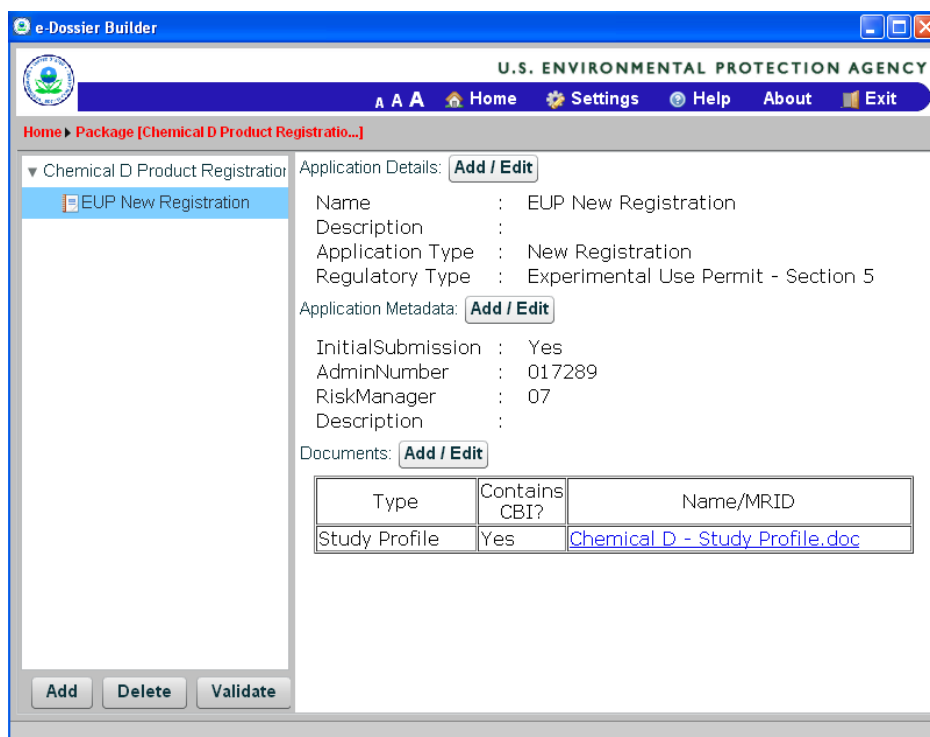 e-Dossier Builder
U.S. ENVIRONMENTAL PROTECTION AGENCY
A A A Home Settings Help About Exit
Home Package [Chemical D Product Registratio...]
Chemical D Product Registration
EUP New Registration
Application Details: Add / Edit
Name : EUP New Registration
Description :
Application Type : New Registration
Regulatory Type : Experimental Use Permit - Section 5
Application Metadata: Add / Edit
InitialSubmission : Yes
AdminNumber : 017289
RiskManager : 07
Description :
Documents: Add / Edit
Type Contains CBI? Name/MRID
Study Profile Yes Chemical D - Study Profile.doc
Add Delete Validate